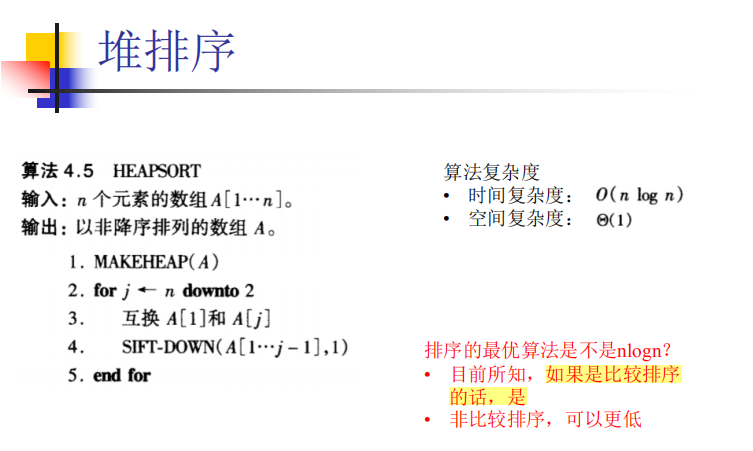 堆排序
算法 4.5 HEAPSORT
输入：n 个元素的数组 A[1…n]。
输出：以非降序排列的数组 A。
1. MAKEHEAP(A)
2. for j ← n downto 2
3. 互换 A[1]和 A[j]
4. SIFT-DOWN(A[1…j-1],1)
5. end for
算法复杂度
• 时间复杂度： O(n log n)
• 空间复杂度： Θ(1)
排序的最优算法是不是nlogn?
• 目前所知，如果是比较排序
的话，是
• 非比较排序，可以更低